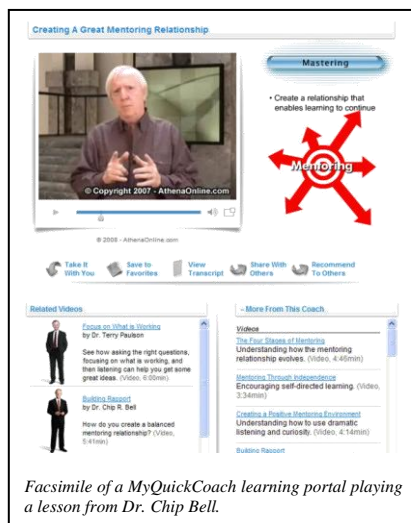 Creating A Great Mentoring Relationship
Mastering
• Create a relationship that
enables learning to continue
Mentoring
© Copyright 2007 - AthenaOnline.com
© 2008 - AthenaOnline.com
Take It
With You
Save to
Favorites
View
Transcript
Share With
Others
Recommend
To Others
Related Videos
Focus on What is Working
by Dr. Terry Paulson
See how asking the right questions,
focusing on what is working, and
then listening can help you get some
great ideas. (Video, 6:00min)
Building Rapport
by Dr. Chip R. Bell
How do you create a balanced
mentoring relationship? (Video,
5:41min)
More From This Coach
Videos
The Four Stages of Mentoring
Understanding how the mentoring
relationship evolves. (Video, 4:46min)
Mentoring Through Independence
Encouraging self-directed learning. (Video,
3:34min)
Creating a Positive Mentoring Environment
Understanding how to use dramatic
listening and curiosity. (Video, 4:14min)
Building Rapport
Facsimile of a MyQuickCoach learning portal playing
a lesson from Dr. Chip Bell.